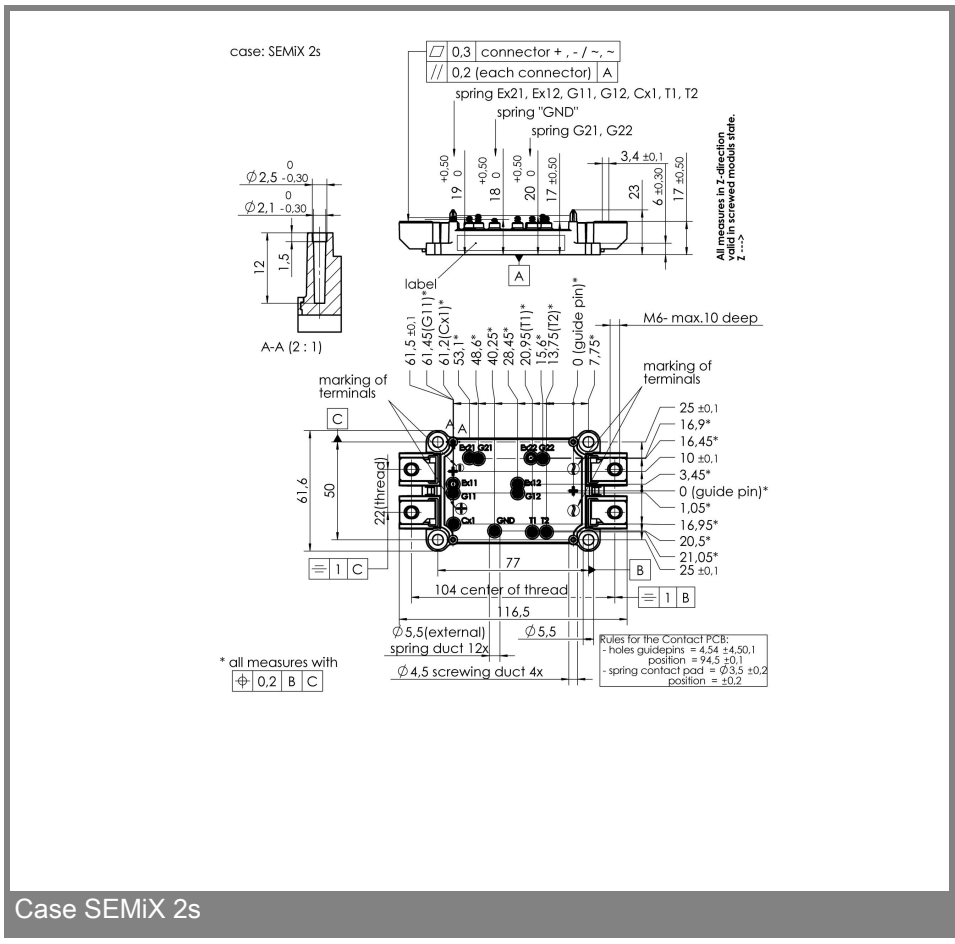 case: SEMiX 2s
⏥ 0,3 connector + , - / ~, ~
// 0,2 (each connector) A
spring Ex21, Ex12, G11, G12, Cx1, T1, T2
spring "GND"
spring G21, G22
19 +0,50 0
18 +0,50 0
20 +0,50 0
17 ±0,50
3,4 ±0,1
23
6 ±0,30
17 ±0,50
All measures in Z-direction
valid in screwed moduls state.
Z ---->
∅2,5 0 -0,30
∅2,1 0 -0,30
12
1,5
A-A (2 : 1)
label
A
61,5 ±0,1
61,45(G11)*
61,2(Cx1)*
53,1*
48,6*
40,25*
28,45*
20,95(T1)*
15,6*
13,75(T2)*
0 (guide pin)*
7,75*
M6- max.10 deep
marking of
terminals
marking of
terminals
C
A A
25 ±0,1
16,9*
16,45*
10 ±0,1
3,45*
0 (guide pin)*
1,05*
16,95*
20,5*
21,05*
25 ±0,1
61,6
50
22(thread)
Ex21 G21
Ex22 G22
Ex11
G11
Ex12
G12
Cx1
GND
T1 T2
77
B
⌯ 1 C
104 center of thread
⌯ 1 B
116,5
∅5,5(external)
spring duct 12x
∅5,5
∅4,5 screwing duct 4x
Rules for the Contact PCB:
- holes guidepins = 4,54 ±4,50,1
position = 94,5 ±0,1
- spring contact pad = ∅3,5 ±0,2
position = ±0,2
* all measures with
⌖ 0,2 B C
Case SEMiX 2s